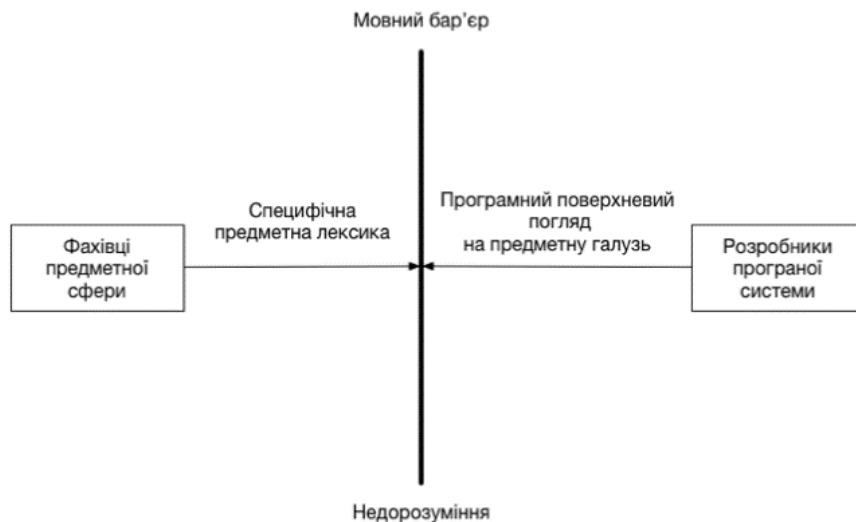 Мовний бар’єр
Специфічна
предметна лексика
Програмний поверхневий
погляд
на предметну галузь
Фахівці
предметної
сфери
Розробники
програної
системи
Недорозуміння